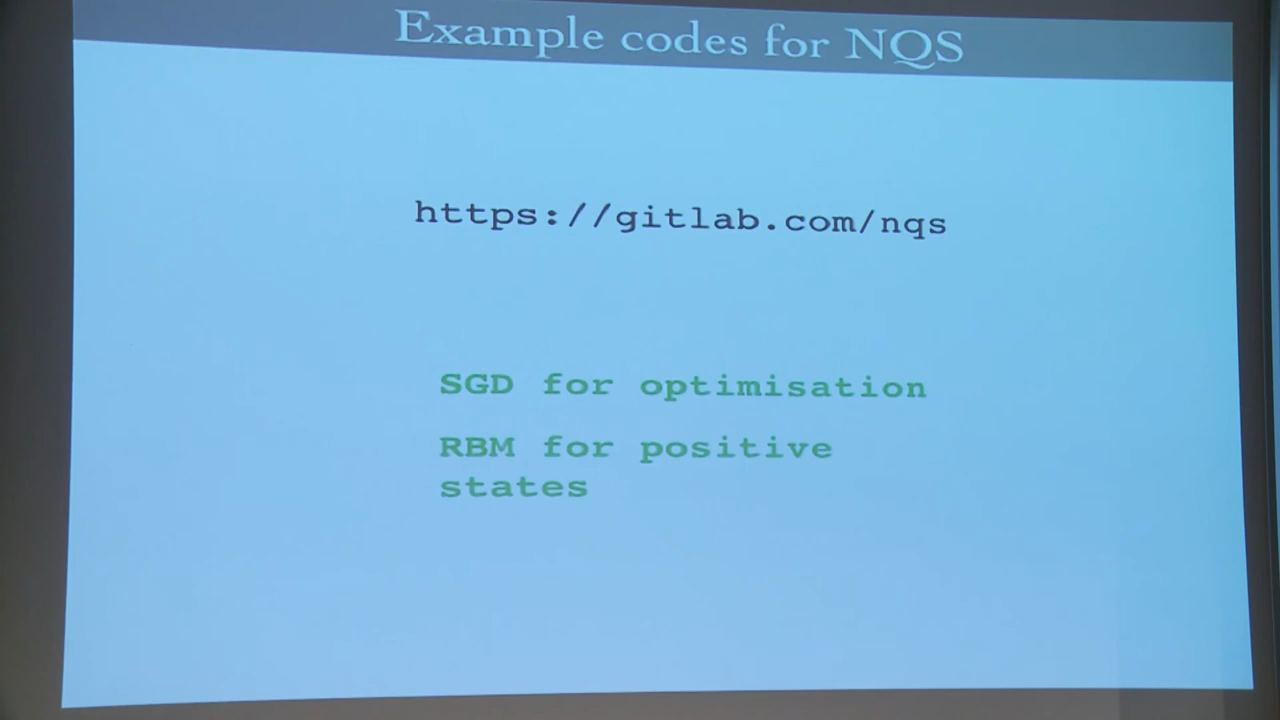 Example codes for NQS
https://gitlab.com/nqs
SGD for optimisation
RBM for positive
states